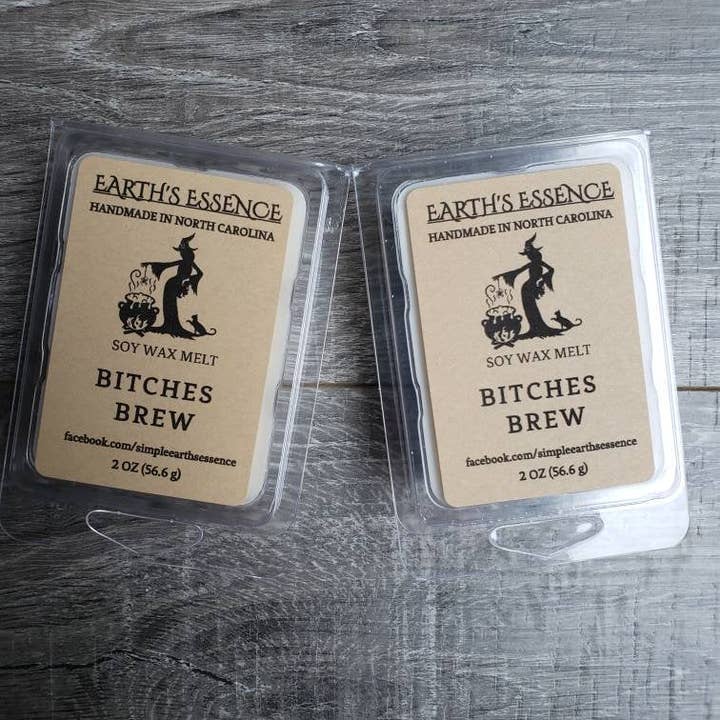 EARTH'S ESSENCE
HANDMADE IN NORTH CAROLINA
SOY WAX MELT
BITCHES
BREW
facebook.com/simpleearthsessence
2 OZ (56.6 g)
EARTH'S ESSENCE
HANDMADE IN NORTH CAROLINA
SOY WAX MELT
BITCHES
BREW
facebook.com/simpleearthsessence
2 OZ (56.6 g)